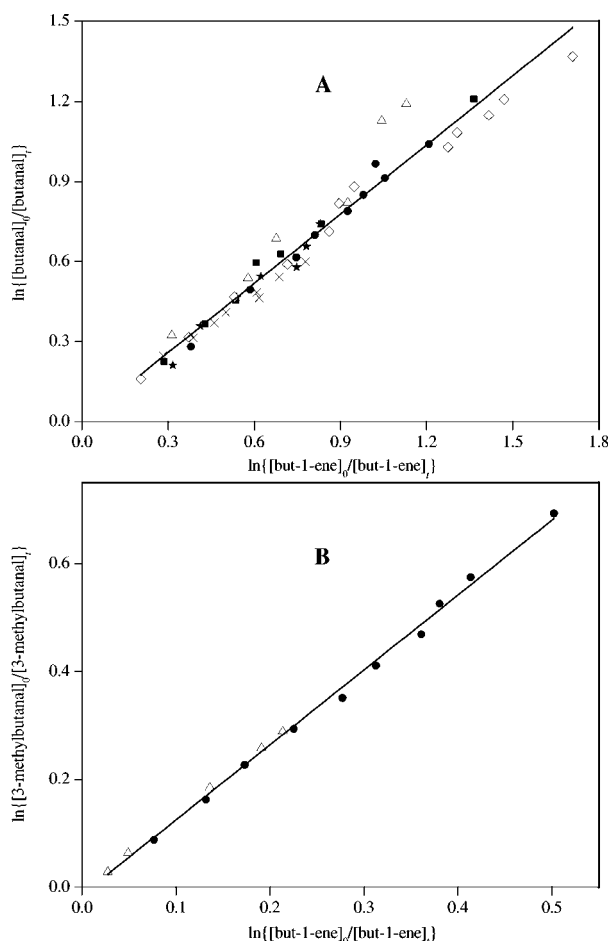 1.5
1.2
0.9
0.6
0.3
0.0
A
ln{[butanal]₀/[butanal]ₜ}
0.0 0.3 0.6 0.9 1.2 1.5 1.8
ln{[but-1-ene]₀/[but-1-ene]ₜ}
0.6
0.4
0.2
0.0
B
ln{[3-methylbutanal]₀/[3-methylbutanal]ₜ}
0.0 0.1 0.2 0.3 0.4 0.5
ln{[but-1-ene]₀/[but-1-ene]ₜ}